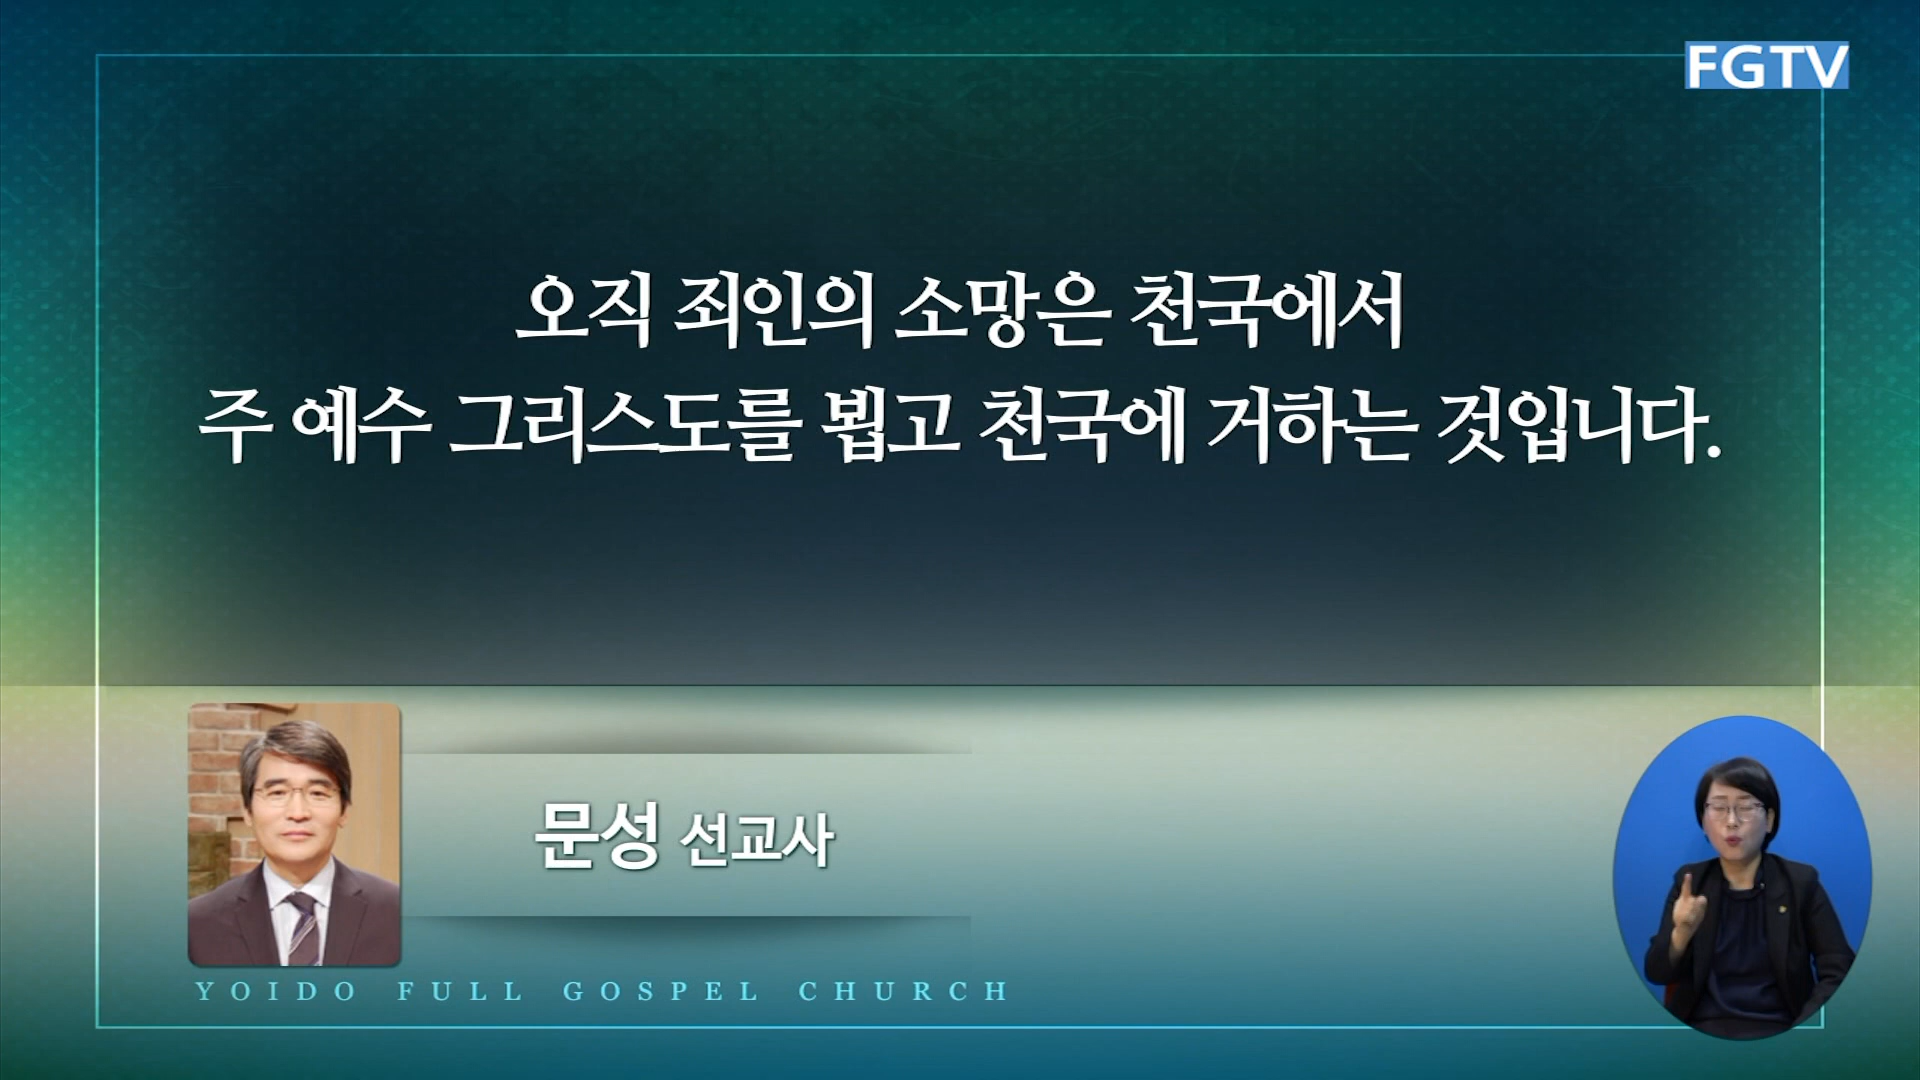 FGTV
오직 죄인의 소망은 천국에서
주 예수 그리스도를 뵙고 천국에 거하는 것입니다.
문성 선교사
YOIDO FULL GOSPEL CHURCH